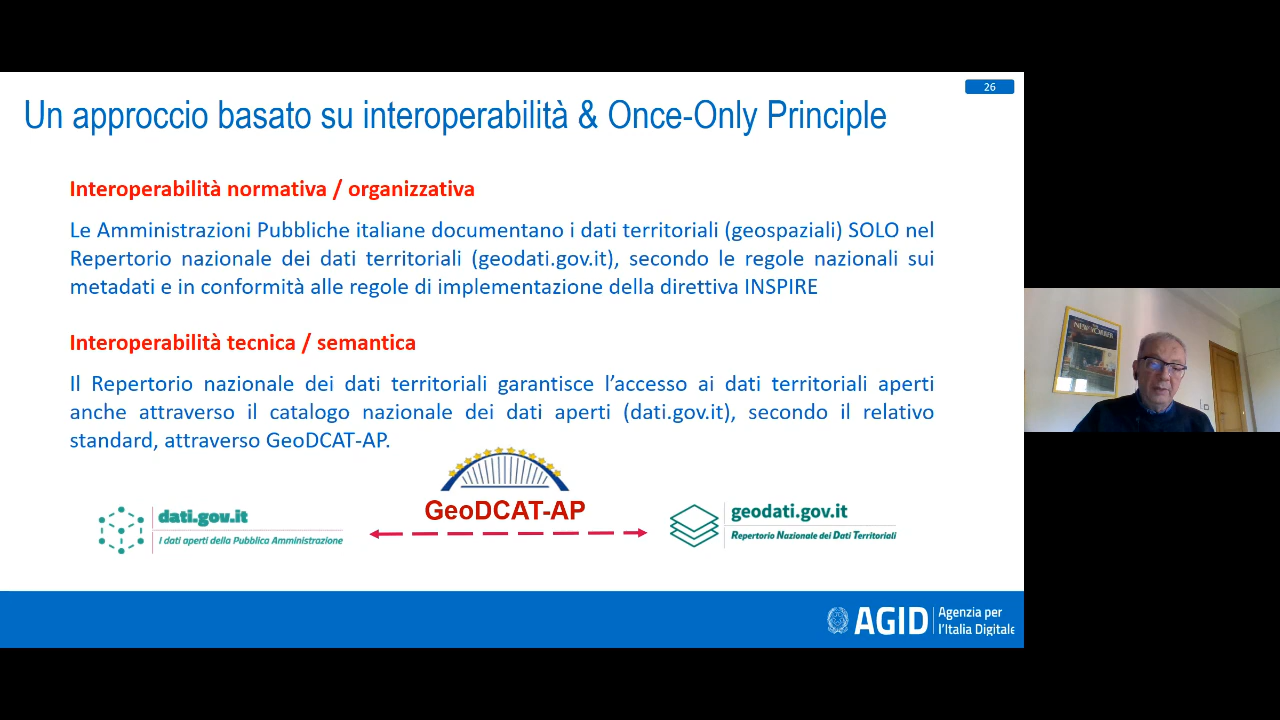 26
Un approccio basato su interoperabilità & Once-Only Principle
Interoperabilità normativa / organizzativa
Le Amministrazioni Pubbliche italiane documentano i dati territoriali (geospaziali) SOLO nel
Repertorio nazionale dei dati territoriali (geodati.gov.it), secondo le regole nazionali sui
metadati e in conformità alle regole di implementazione della direttiva INSPIRE
Interoperabilità tecnica / semantica
Il Repertorio nazionale dei dati territoriali garantisce l’accesso ai dati territoriali aperti
anche attraverso il catalogo nazionale dei dati aperti (dati.gov.it), secondo il relativo
standard, attraverso GeoDCAT-AP.
GeoDCAT-AP
dati.gov.it
I dati aperti della Pubblica Amministrazione
geodati.gov.it
Repertorio Nazionale dei Dati Territoriali
AGID
Agenzia per
l’Italia Digitale
NEW YORKER